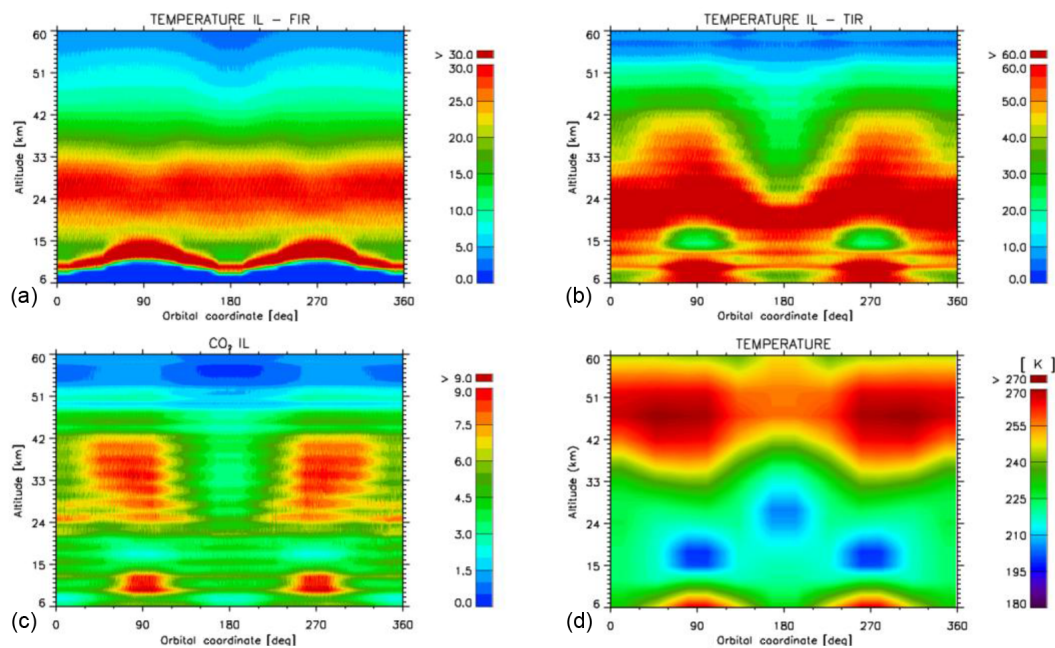 TEMPERATURE IL – FIR
60
51
42
33
24
15
6
Altitude [km]
0 90 180 270 360
Orbital coordinate [deg]
> 30.0
30.0
25.0
20.0
15.0
10.0
5.0
0.0
(a)
TEMPERATURE IL – TIR
60
51
42
33
24
15
6
Altitude [km]
0 90 180 270 360
Orbital coordinate [deg]
> 60.0
60.0
50.0
40.0
30.0
20.0
10.0
0.0
(b)
CO₂ IL
60
51
42
33
24
15
6
Altitude [km]
0 90 180 270 360
Orbital coordinate [deg]
> 9.0
9.0
7.5
6.0
4.5
3.0
1.5
0.0
(c)
TEMPERATURE
60
51
42
33
24
15
6
Altitude (km)
0 90 180 270 360
Orbital coordinate [deg]
[ K ]
> 270
270
255
240
225
210
195
180
(d)